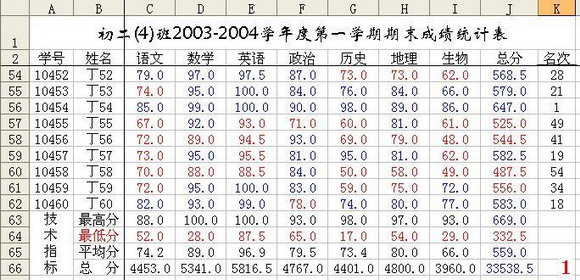 A B C D E F G H I J K
1 初二(4)班2003-2004学年度第一学期期末成绩统计表
2 学号 姓名 语文 数学 英语 政治 历史 地理 生物 总分 名次
54 10452 丁52 79.0 97.0 97.5 87.0 73.0 73.0 62.0 568.5 28
55 10453 丁53 74.0 95.0 100.0 84.0 76.0 84.0 66.0 579.0 21
56 10454 丁54 85.0 99.0 100.0 90.0 98.0 89.0 86.0 647.0 1
57 10455 丁55 67.0 92.0 93.0 71.0 60.0 81.0 61.0 525.0 49
58 10456 丁56 72.0 89.0 94.5 93.0 69.0 79.0 48.0 544.5 41
59 10457 丁57 73.0 95.0 95.5 81.0 95.0 81.0 62.0 582.5 19
60 10458 丁58 70.0 88.0 88.5 84.0 50.0 58.0 49.0 487.5 54
61 10459 丁59 72.0 95.0 100.0 83.0 59.0 75.0 72.0 556.0 34
62 10460 丁60 82.0 93.0 99.0 78.0 74.0 80.0 77.0 583.0 18
63 技 最高分 88.0 100.0 100.0 93.0 98.0 97.0 93.0 669.0
64 术 最低分 52.0 28.0 87.5 65.0 17.0 54.0 29.0 332.5
65 指 平均分 74.2 89.0 96.9 79.5 73.4 80.0 66.0 559.0
66 标 总 分 4453.0 5341.0 5816.5 4767.0 4401.0 4800.0 3960.0 33538.5 1